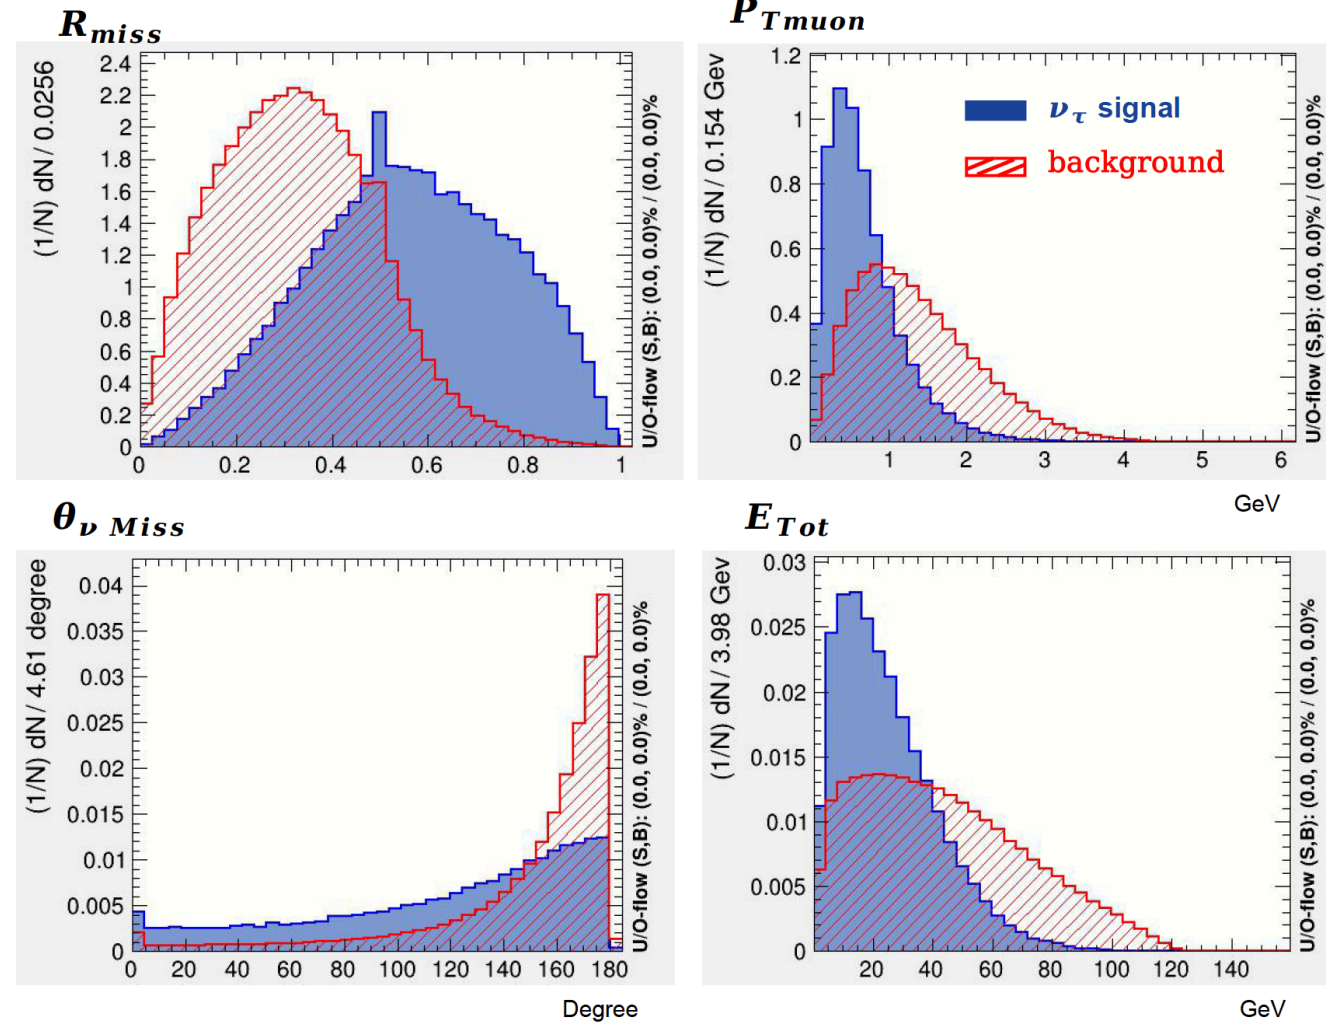 R miss
(1/N) dN / 0.0256
2.4
2.2
2
1.8
1.6
1.4
1.2
1
0.8
0.6
0.4
0.2
0
0 0.2 0.4 0.6 0.8 1
U/O-flow (S,B): (0.0, 0.0)% / (0.0, 0.0)%
P Tmuon
(1/N) dN / 0.154 Gev
1.2
1
0.8
0.6
0.4
0.2
0
1 2 3 4 5 6
GeV
ντ signal
background
U/O-flow (S,B): (0.0, 0.0)% / (0.0, 0.0)%
θν Miss
(1/N) dN / 4.61 degree
0.04
0.035
0.03
0.025
0.02
0.015
0.01
0.005
0
0 20 40 60 80 100 120 140 160 180
Degree
U/O-flow (S,B): (0.0, 0.0)% / (0.0, 0.0)%
E Tot
(1/N) dN / 3.98 Gev
0.03
0.025
0.02
0.015
0.01
0.005
0
20 40 60 80 100 120 140
GeV
U/O-flow (S,B): (0.0, 0.0)% / (0.0, 0.0)%